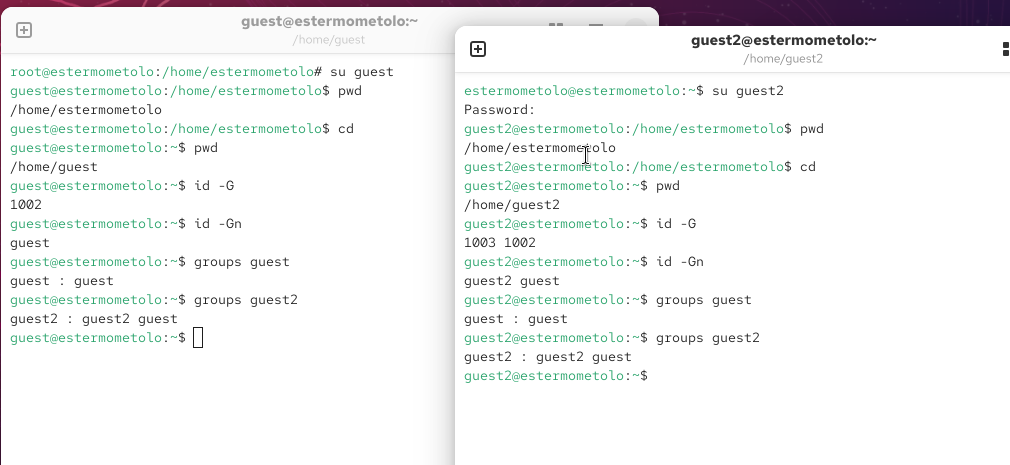 guest@estermometolo:~
/home/guest
root@estermometolo:/home/estermometolo# su guest
guest@estermometolo:/home/estermometolo$ pwd
/home/estermometolo
guest@estermometolo:/home/estermometolo$ cd
guest@estermometolo:~$ pwd
/home/guest
guest@estermometolo:~$ id -G
1002
guest@estermometolo:~$ id -Gn
guest
guest@estermometolo:~$ groups guest
guest : guest
guest@estermometolo:~$ groups guest2
guest2 : guest2 guest
guest@estermometolo:~$
guest2@estermometolo:~
/home/guest2
estermometolo@estermometolo:~$ su guest2
Password:
guest2@estermometolo:/home/estermometolo$ pwd
/home/estermometolo
guest2@estermometolo:/home/estermometolo$ cd
guest2@estermometolo:~$ pwd
/home/guest2
guest2@estermometolo:~$ id -G
1003 1002
guest2@estermometolo:~$ id -Gn
guest2 guest
guest2@estermometolo:~$ groups guest
guest : guest
guest2@estermometolo:~$ groups guest2
guest2 : guest2 guest
guest2@estermometolo:~$